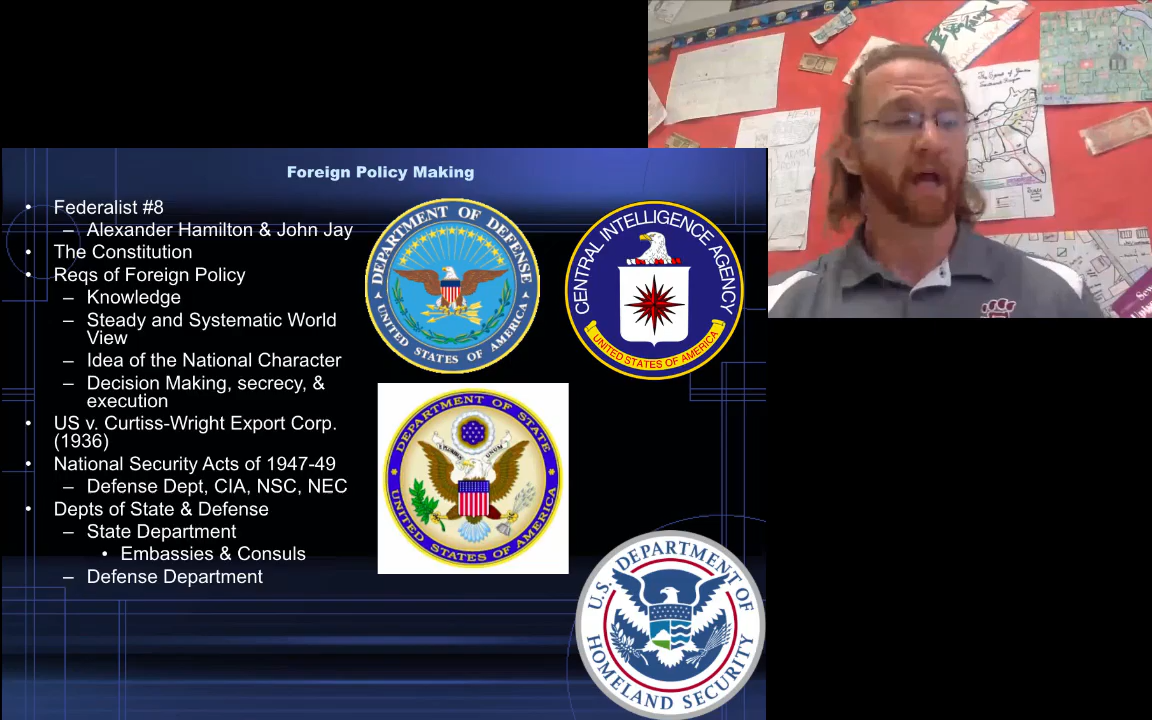 Foreign Policy Making
• Federalist #8
– Alexander Hamilton & John Jay
• The Constitution
• Reqs of Foreign Policy
– Knowledge
– Steady and Systematic World
View
– Idea of the National Character
– Decision Making, secrecy, &
execution
• US v. Curtiss-Wright Export Corp.
(1936)
• National Security Acts of 1947-49
– Defense Dept, CIA, NSC, NEC
• Depts of State & Defense
– State Department
• Embassies & Consuls
– Defense Department
DEPARTMENT OF DEFENSE
UNITED STATES OF AMERICA
CENTRAL INTELLIGENCE AGENCY
UNITED STATES OF AMERICA
DEPARTMENT OF STATE
UNITED STATES OF AMERICA
U.S. DEPARTMENT OF
HOMELAND SECURITY